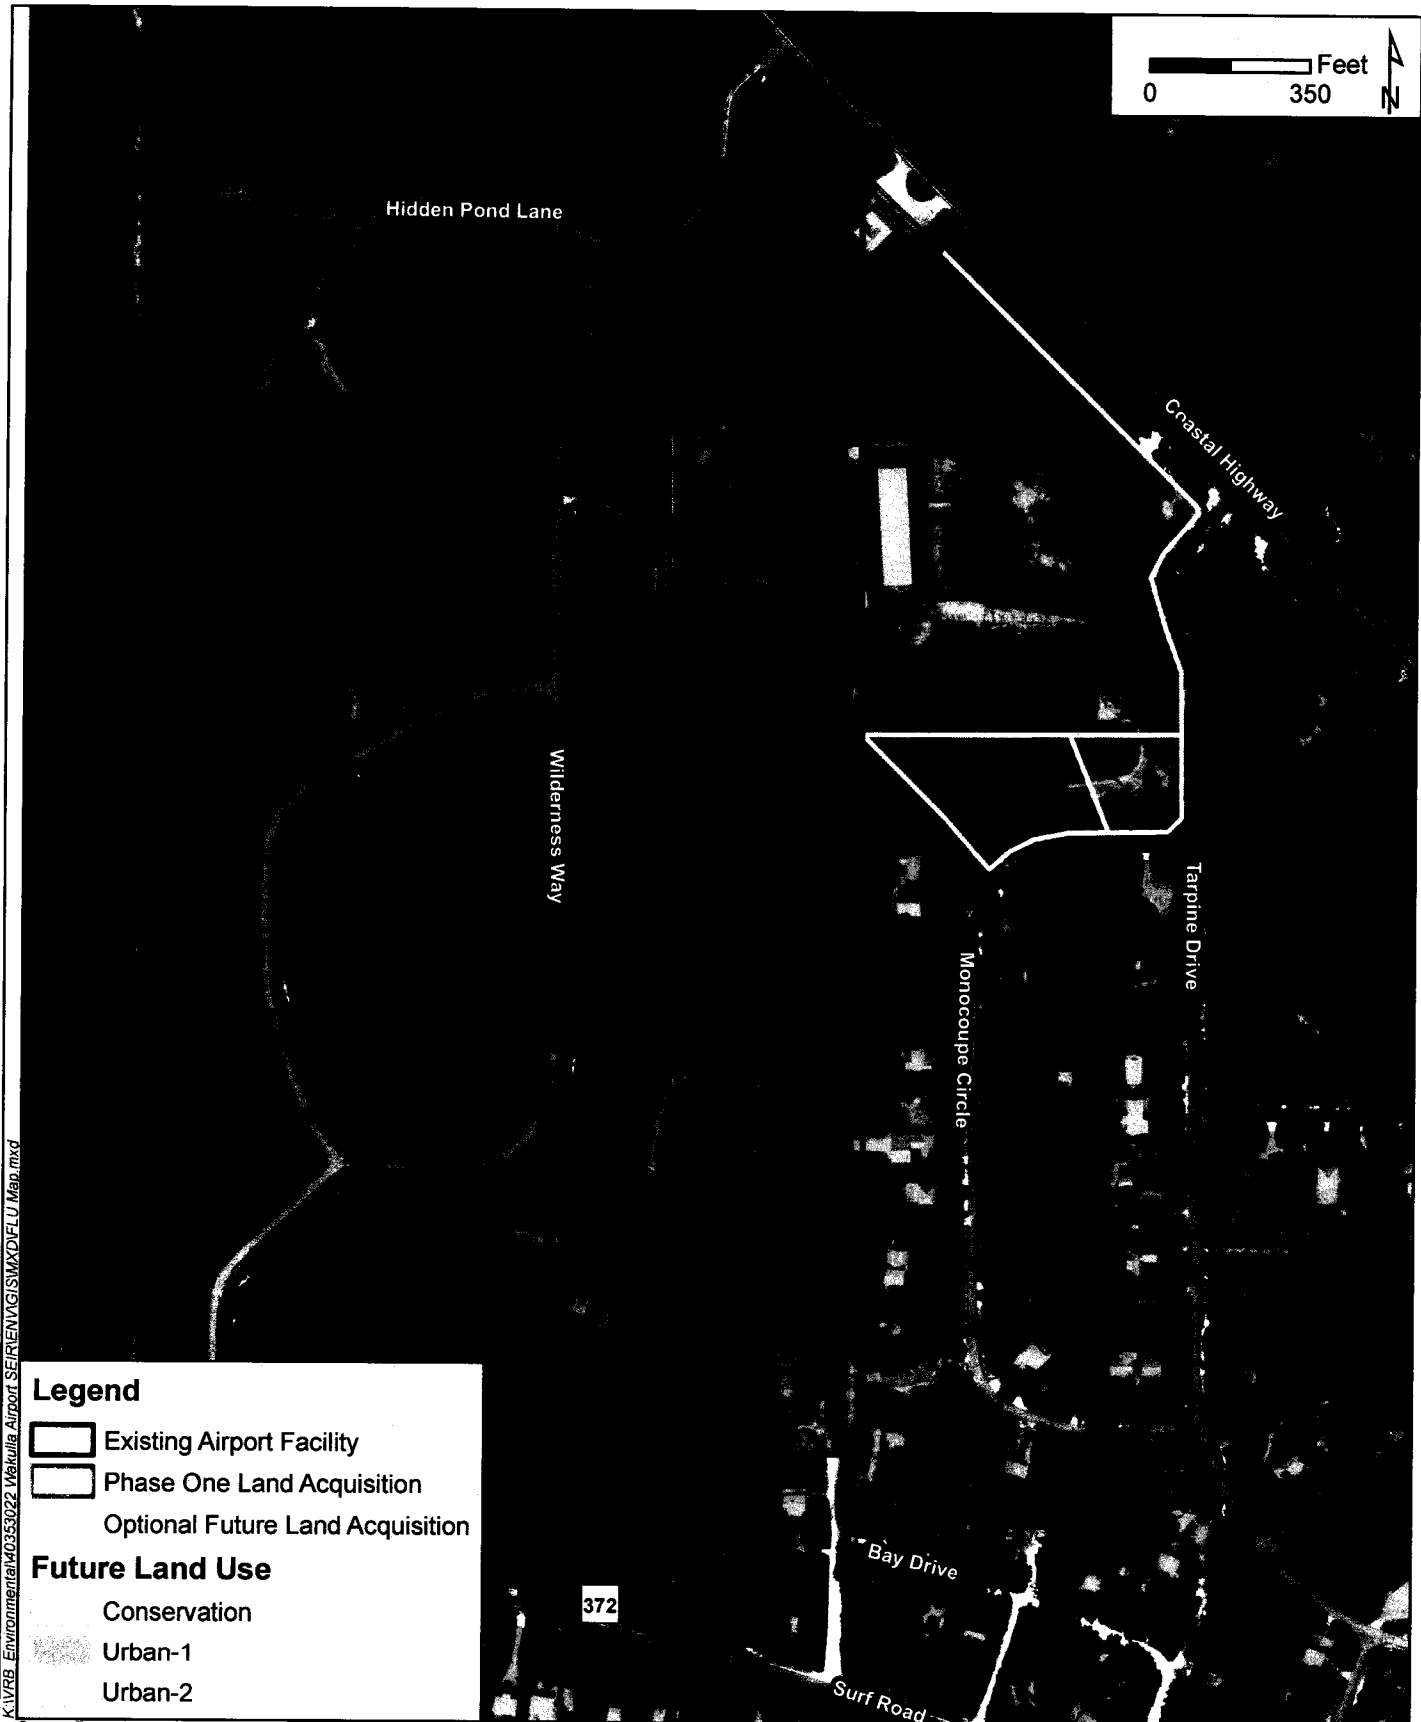 Feet
0 350
N
Hidden Pond Lane
Coastal Highway
Wilderness Way
Tarpine Drive
Monocoupe Circle
Legend
Existing Airport Facility
Phase One Land Acquisition
Optional Future Land Acquisition
Future Land Use
Conservation
Urban-1
Urban-2
372
Bay Drive
Surf Road
K:\VRB_Environmental\40353022 Wakulla Airport SEIR\ENV\GIS\MXD\FLU Map.mxd